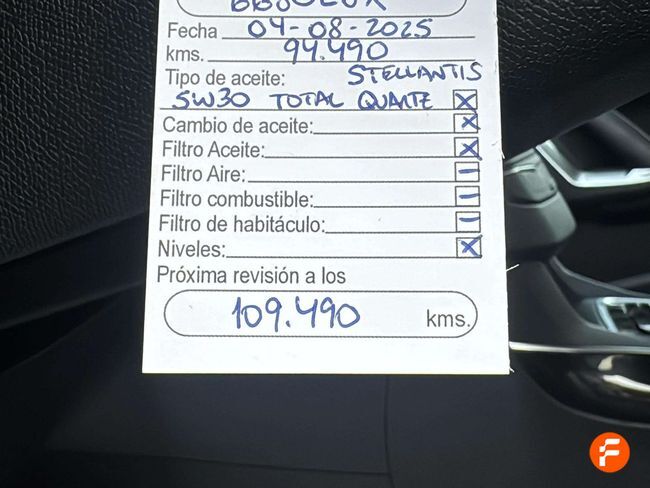 Fecha 04-08-2025
kms. 94.490
Tipo de aceite: STELLANTIS
5W30 TOTAL QUARTZ X
Cambio de aceite: X
Filtro Aceite: X
Filtro Aire: -
Filtro combustible: -
Filtro de habitáculo: -
Niveles: X
Próxima revisión a los
109.490 kms.